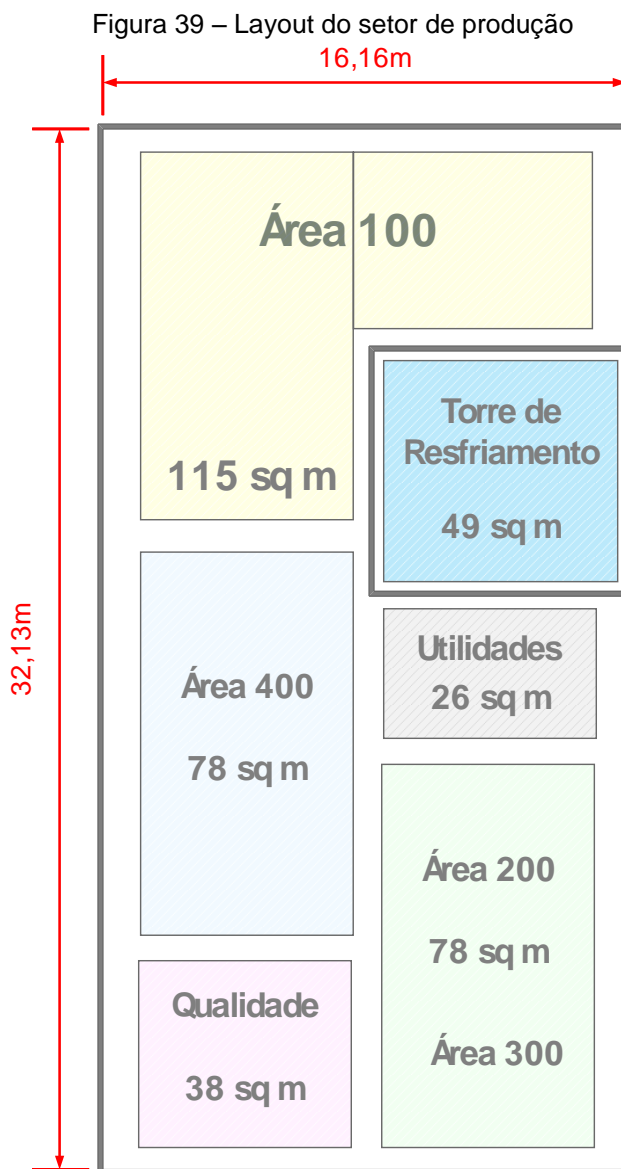 Figura 39 – Layout do setor de produção
16,16m
32,13m
Área 100
115 sq m
Torre de
Resfriamento
49 sq m
Utilidades
26 sq m
Área 400
78 sq m
Área 200
78 sq m
Área 300
Qualidade
38 sq m